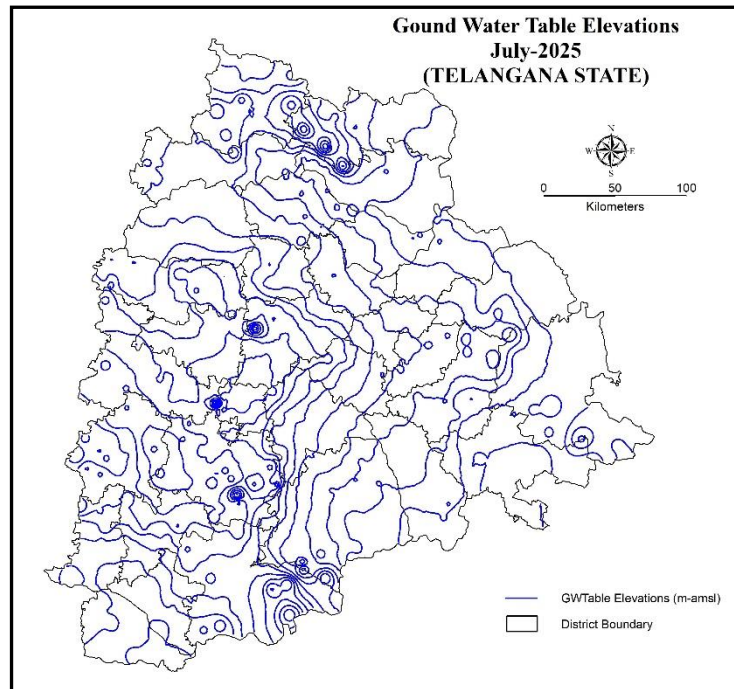 Gound Water Table Elevations
July-2025
(TELANGANA STATE)
N
W E
S
0 50 100
Kilometers
GWTable Elevations (m-amsl)
District Boundary